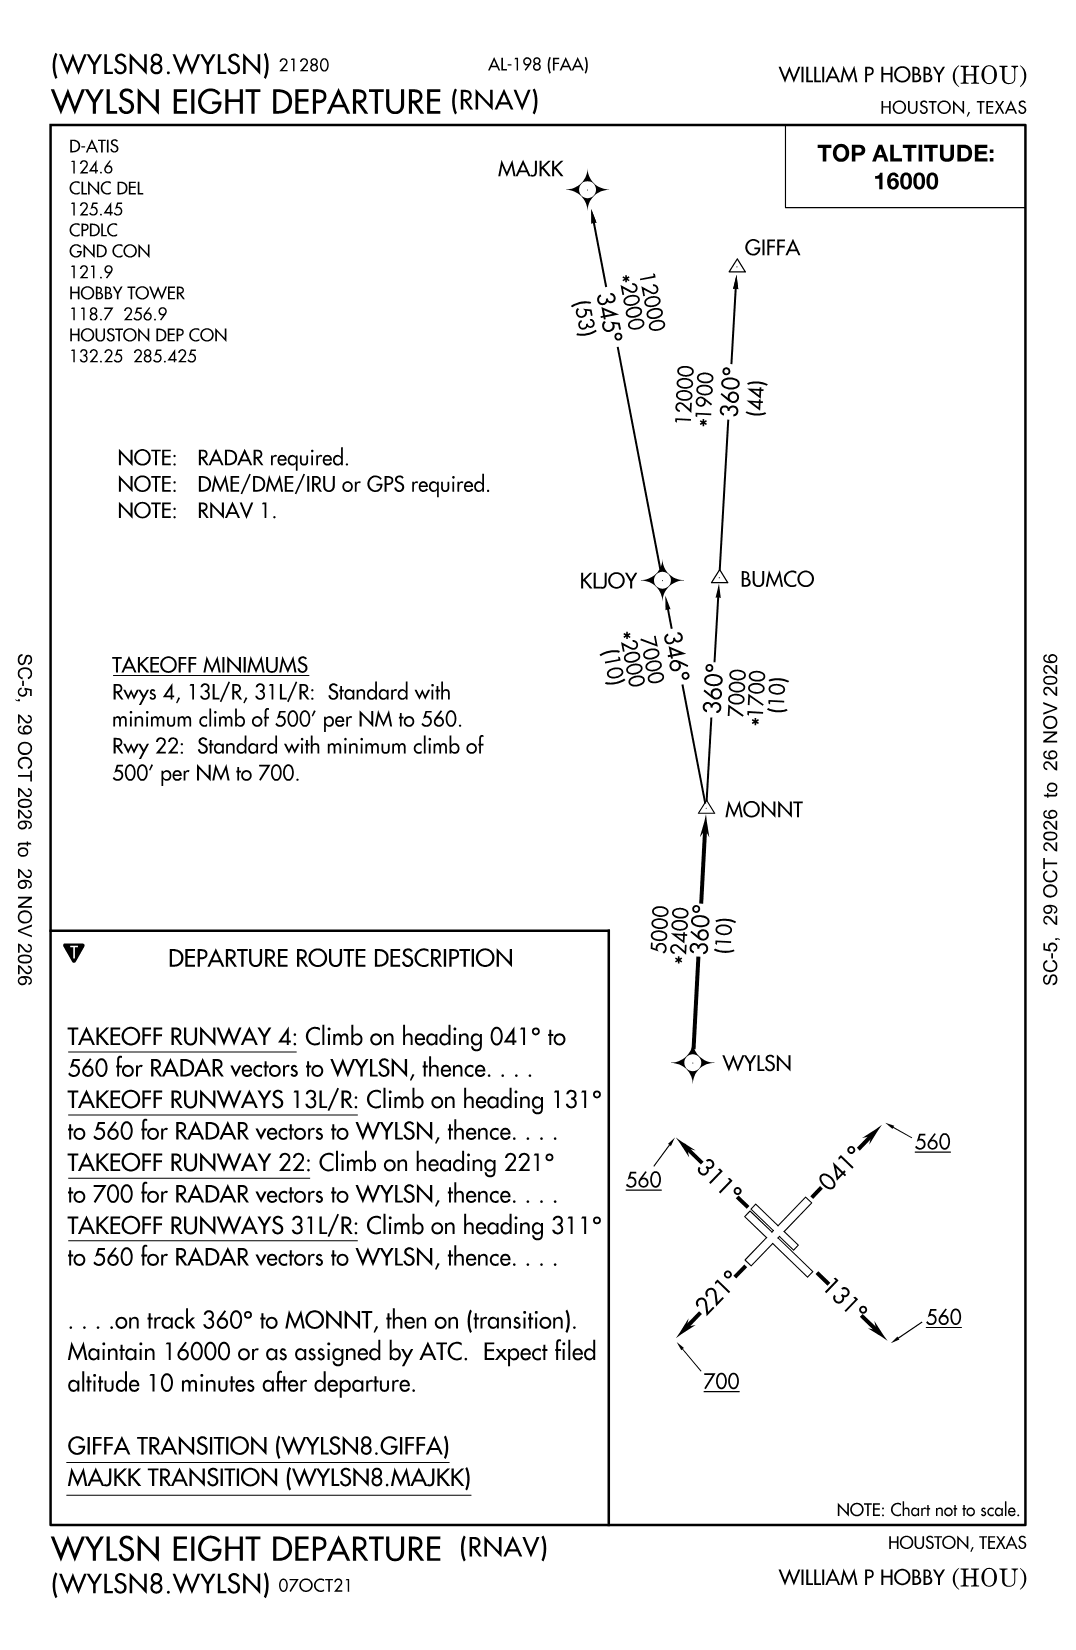 (WYLSN8.WYLSN) 21280
AL-198 (FAA)
WILLIAM P HOBBY (HOU)
WYLSN EIGHT DEPARTURE (RNAV)
HOUSTON, TEXAS
D-ATIS
124.6
CLNC DEL
125.45
CPDLC
GND CON
121.9
HOBBY TOWER
118.7 256.9
HOUSTON DEP CON
132.25 285.425
TOP ALTITUDE:
16000
MAJKK
GIFFA
12000
*2000
345°
(53)
12000
*1900
360°
(44)
NOTE: RADAR required.
NOTE: DME/DME/IRU or GPS required.
NOTE: RNAV 1.
KIJOY
BUMCO
346°
7000
*2000
(10)
360°
7000
*1700
(10)
TAKEOFF MINIMUMS
Rwys 4, 13L/R, 31L/R: Standard with
minimum climb of 500' per NM to 560.
Rwy 22: Standard with minimum climb of
500' per NM to 700.
MONNT
5000
*2400
360°
(10)
WYLSN
SC-5, 29 OCT 2026 to 26 NOV 2026
SC-5, 29 OCT 2026 to 26 NOV 2026
T
DEPARTURE ROUTE DESCRIPTION
TAKEOFF RUNWAY 4: Climb on heading 041° to
560 for RADAR vectors to WYLSN, thence. . . .
TAKEOFF RUNWAYS 13L/R: Climb on heading 131°
to 560 for RADAR vectors to WYLSN, thence. . . .
TAKEOFF RUNWAY 22: Climb on heading 221°
to 700 for RADAR vectors to WYLSN, thence. . . .
TAKEOFF RUNWAYS 31L/R: Climb on heading 311°
to 560 for RADAR vectors to WYLSN, thence. . . .
. . . .on track 360° to MONNT, then on (transition).
Maintain 16000 or as assigned by ATC. Expect filed
altitude 10 minutes after departure.
GIFFA TRANSITION (WYLSN8.GIFFA)
MAJKK TRANSITION (WYLSN8.MAJKK)
560
311°
041°
560
221°
131°
560
700
NOTE: Chart not to scale.
WYLSN EIGHT DEPARTURE (RNAV)
HOUSTON, TEXAS
(WYLSN8.WYLSN) 07OCT21
WILLIAM P HOBBY (HOU)